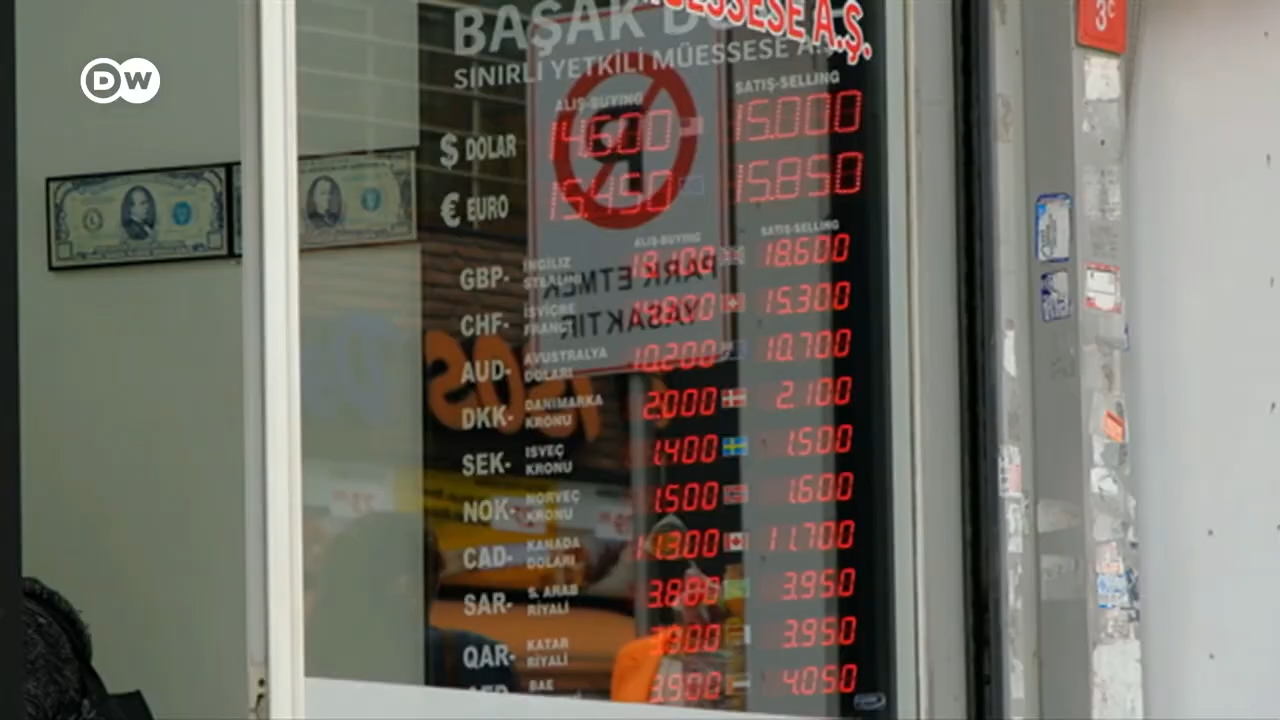 DW
BAŞAK D
MÜESSESE A.Ş.
SINIRLI YETKİLİ MÜESSESE A.Ş.
3c
ALIŞ-BUYING SATIŞ-SELLING
$ DOLAR 14.600 15.000
€ EURO 15.450 15.850
ALIŞ-BUYING SATIŞ-SELLING
GBP- İNGİLİZ STERLİNİ 18.100 18.600
CHF- İSVİÇRE FRANGI 15.300
AUD- AVUSTRALYA DOLARI 10.200 10.700
DKK- DANİMARKA KRONU 2.000 2.100
SEK- İSVEÇ KRONU 1.400 1.500
NOK- NORVEÇ KRONU 1.500 1.600
CAD- KANADA DOLARI 11.300 11.700
SAR- S. ARAB RİYALİ 3.880 3.950
QAR- KATAR RİYALİ 3.950
BAE 3.900 4.050
PARK ETMEK
YASAKTIR